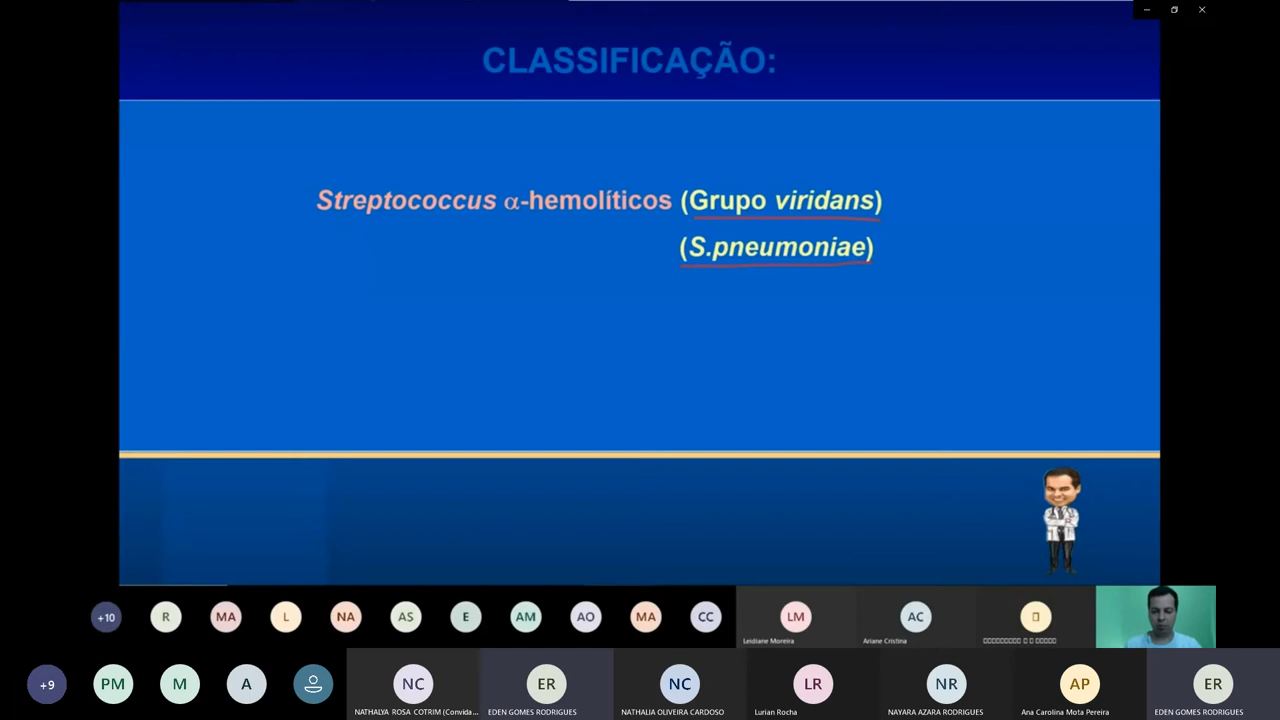 CLASSIFICAÇÃO:
Streptococcus α-hemolíticos (Grupo viridans)
(S.pneumoniae)
+10
R
MA
L
NA
AS
E
AM
AO
MA
CC
LM
Leidiane Moreira
AC
Ariane Cristina
+9
PM
M
A
NC
NATHALYA ROSA COTRIM (Convida...
ER
EDEN GOMES RODRIGUES
NC
NATHALIA OLIVEIRA CARDOSO
LR
Lurian Rocha
NR
NAYARA AZARA RODRIGUES
AP
Ana Carolina Mota Pereira
ER
EDEN GOMES RODRIGUES